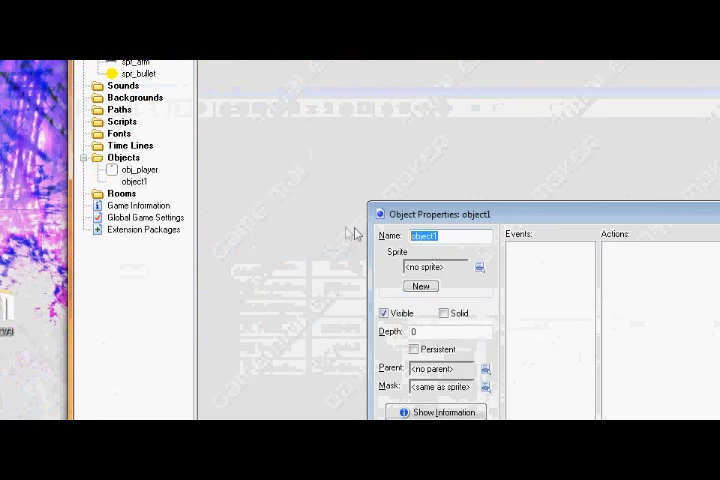 spr_arm
spr_bullet
Sounds
Backgrounds
Paths
Scripts
Fonts
Time Lines
Objects
obj_player
object1
Rooms
Game Information
Global Game Settings
Extension Packages
Object Properties: object1
Name: object1
Sprite
<no sprite>
New
Visible Solid
Depth: 0
Persistent
Parent: <no parent>
Mask: <same as sprite>
Show Information
Events:
Actions: